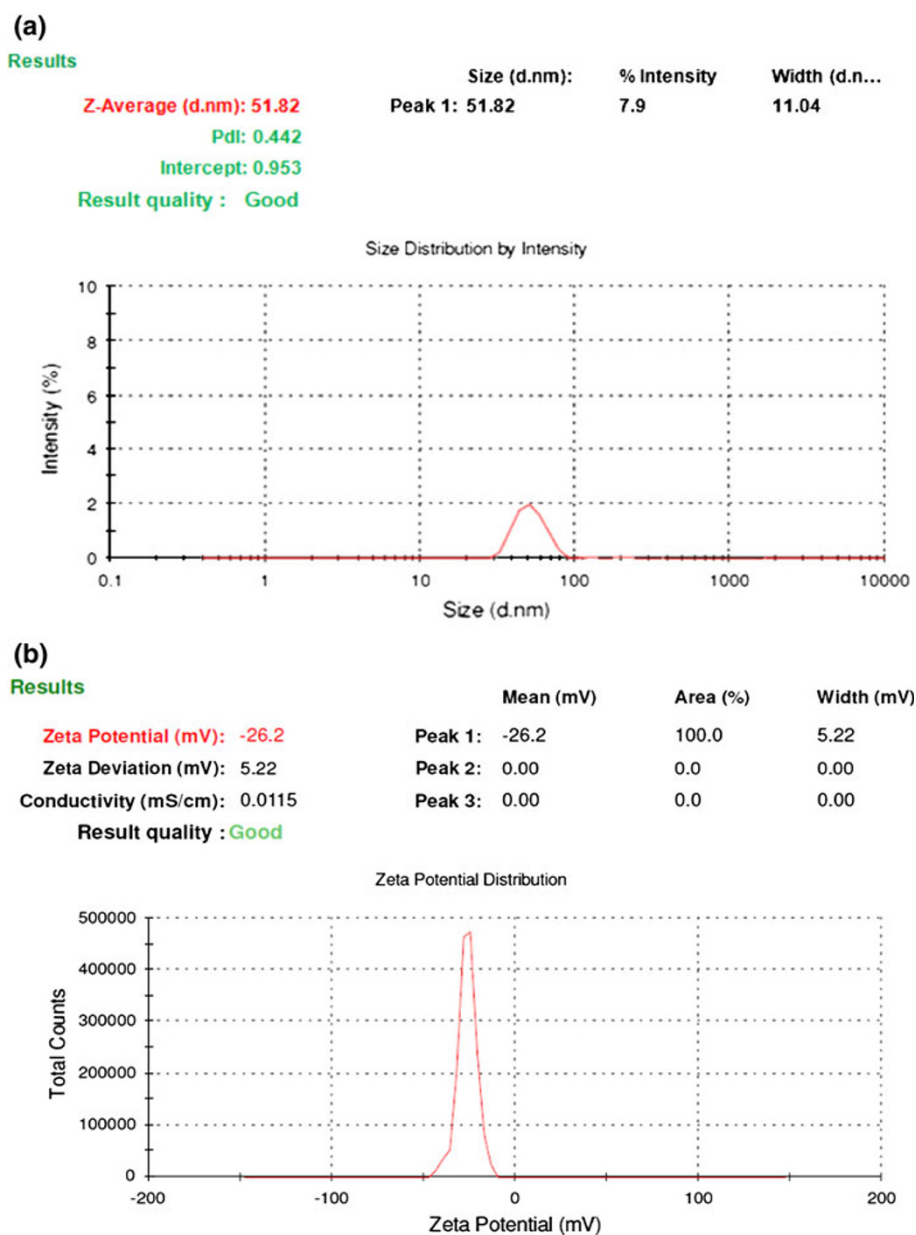 (a)
Results
Size (d.nm): % Intensity Width (d.n...
Z-Average (d.nm): 51.82 Peak 1: 51.82 7.9 11.04
PdI: 0.442
Intercept: 0.953
Result quality : Good
Size Distribution by Intensity
Intensity (%)
10
8
6
4
2
0
0.1 1 10 100 1000 10000
Size (d.nm)
(b)
Results
Mean (mV) Area (%) Width (mV)
Zeta Potential (mV): -26.2 Peak 1: -26.2 100.0 5.22
Zeta Deviation (mV): 5.22 Peak 2: 0.00 0.0 0.00
Conductivity (mS/cm): 0.0115 Peak 3: 0.00 0.0 0.00
Result quality : Good
Zeta Potential Distribution
Total Counts
500000
400000
300000
200000
100000
0
-200 -100 0 100 200
Zeta Potential (mV)